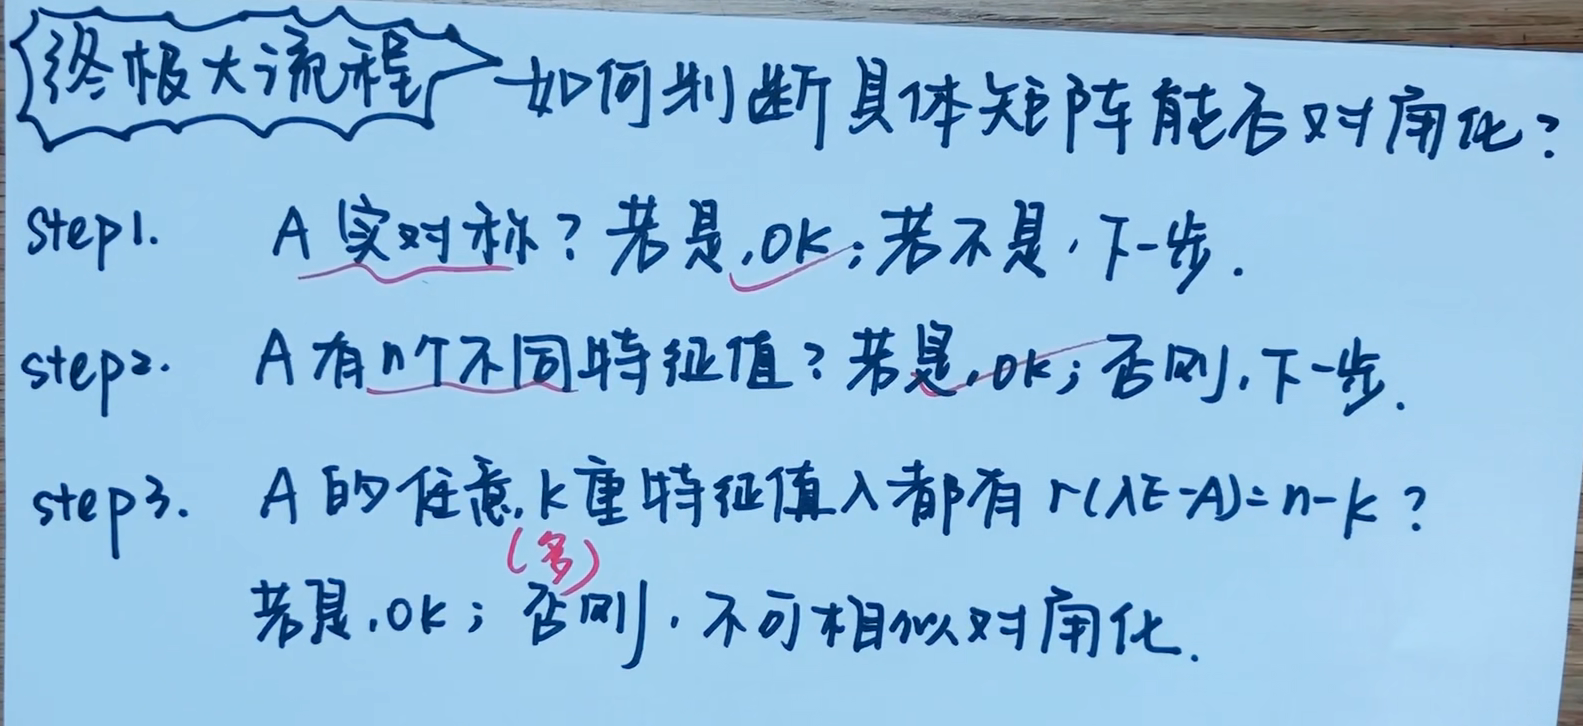 终极大流程 如何判断具体矩阵能否对角化?
step1. A实对称?若是,OK;若不是,下一步.
step2. A有n个不同特征值?若是,OK;否则,下一步.
step3. A的任意k重特征值λ都有r(λE-A)=n-k?
(多)
若是,OK;否则,不可相似对角化.